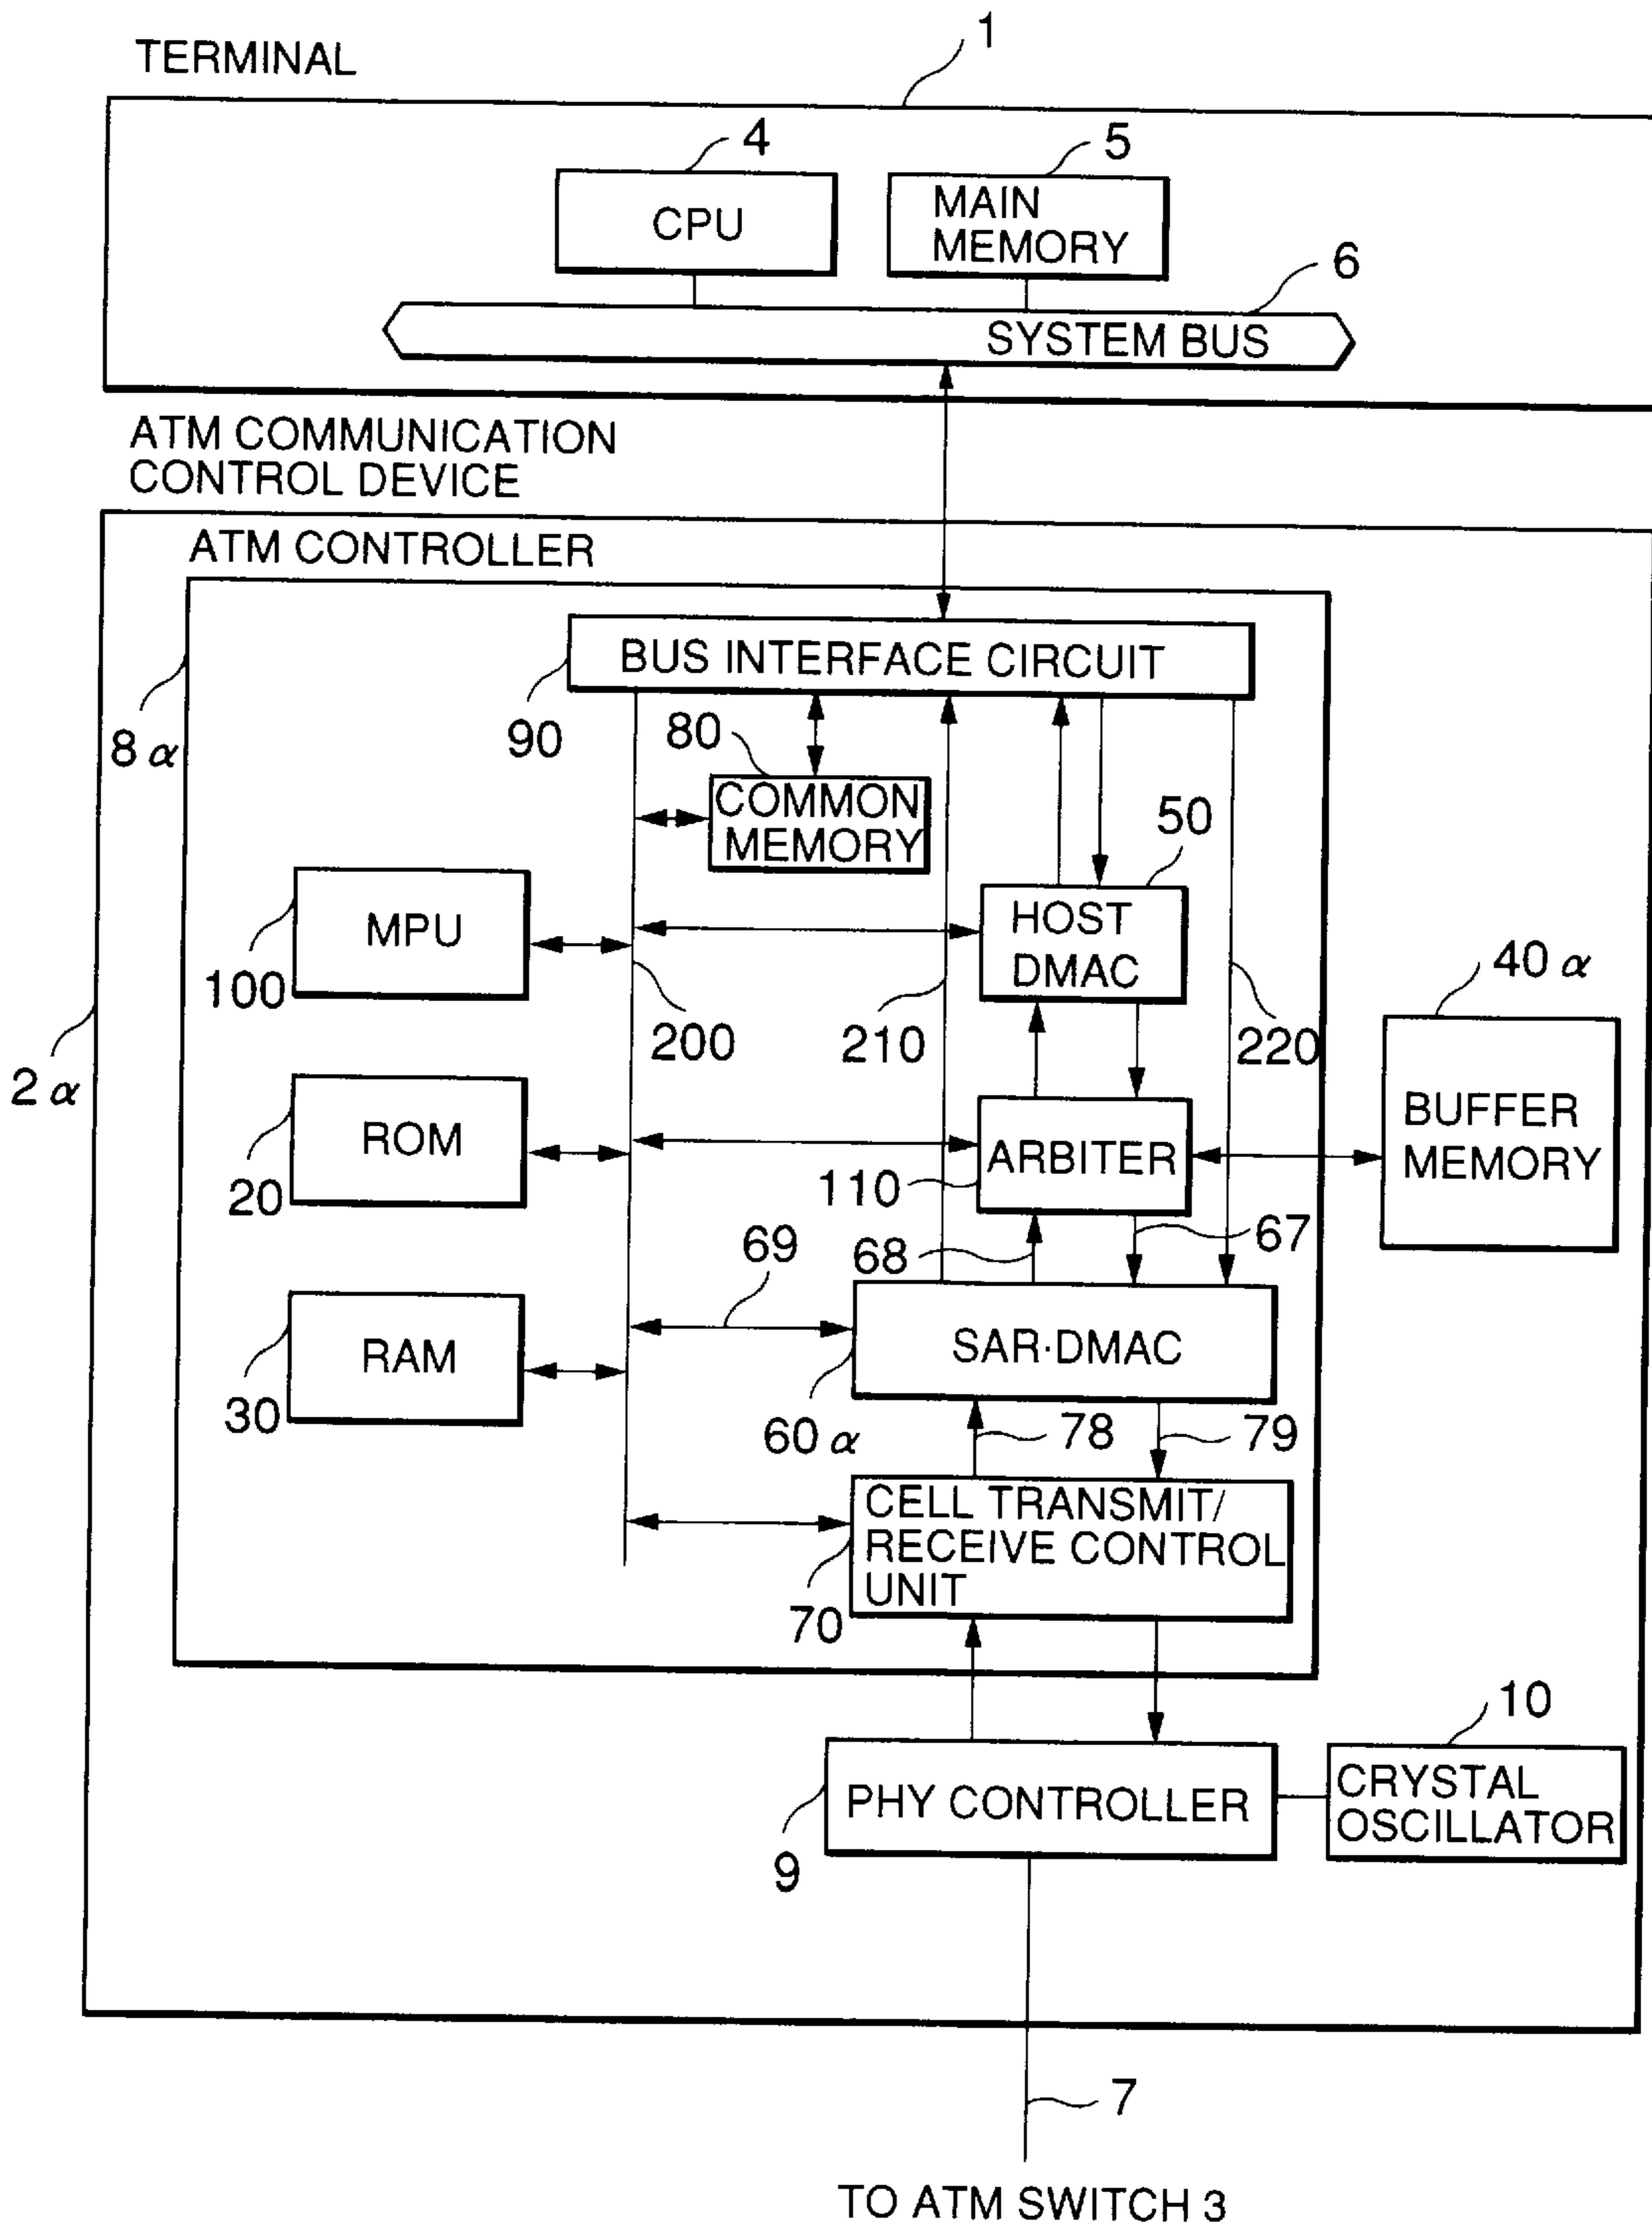 TERMINAL
1
4
5
CPU
MAIN
MEMORY
6
SYSTEM BUS
ATM COMMUNICATION
CONTROL DEVICE
ATM CONTROLLER
BUS INTERFACE CIRCUIT
8 α
90
80
COMMON
MEMORY
50
MPU
HOST
DMAC
40 α
100
200
210
220
2 α
BUFFER
MEMORY
ROM
ARBITER
20
110
69
68
67
RAM
SAR·DMAC
30
60 α
78
79
CELL TRANSMIT/
RECEIVE CONTROL
UNIT
70
10
PHY CONTROLLER
CRYSTAL
OSCILLATOR
9
7
TO ATM SWITCH 3